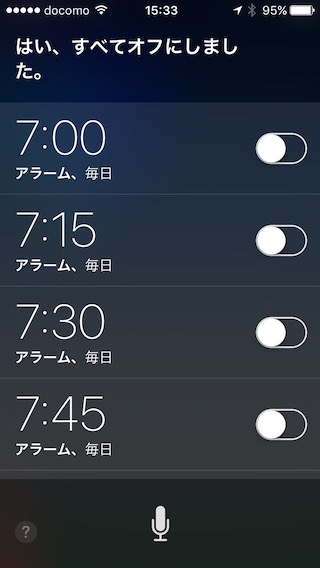 docomo 15:33 95%
はい、すべてオフにしまし
た。
7:00
アラーム、毎日
7:15
アラーム、毎日
7:30
アラーム、毎日
7:45
アラーム、毎日
?